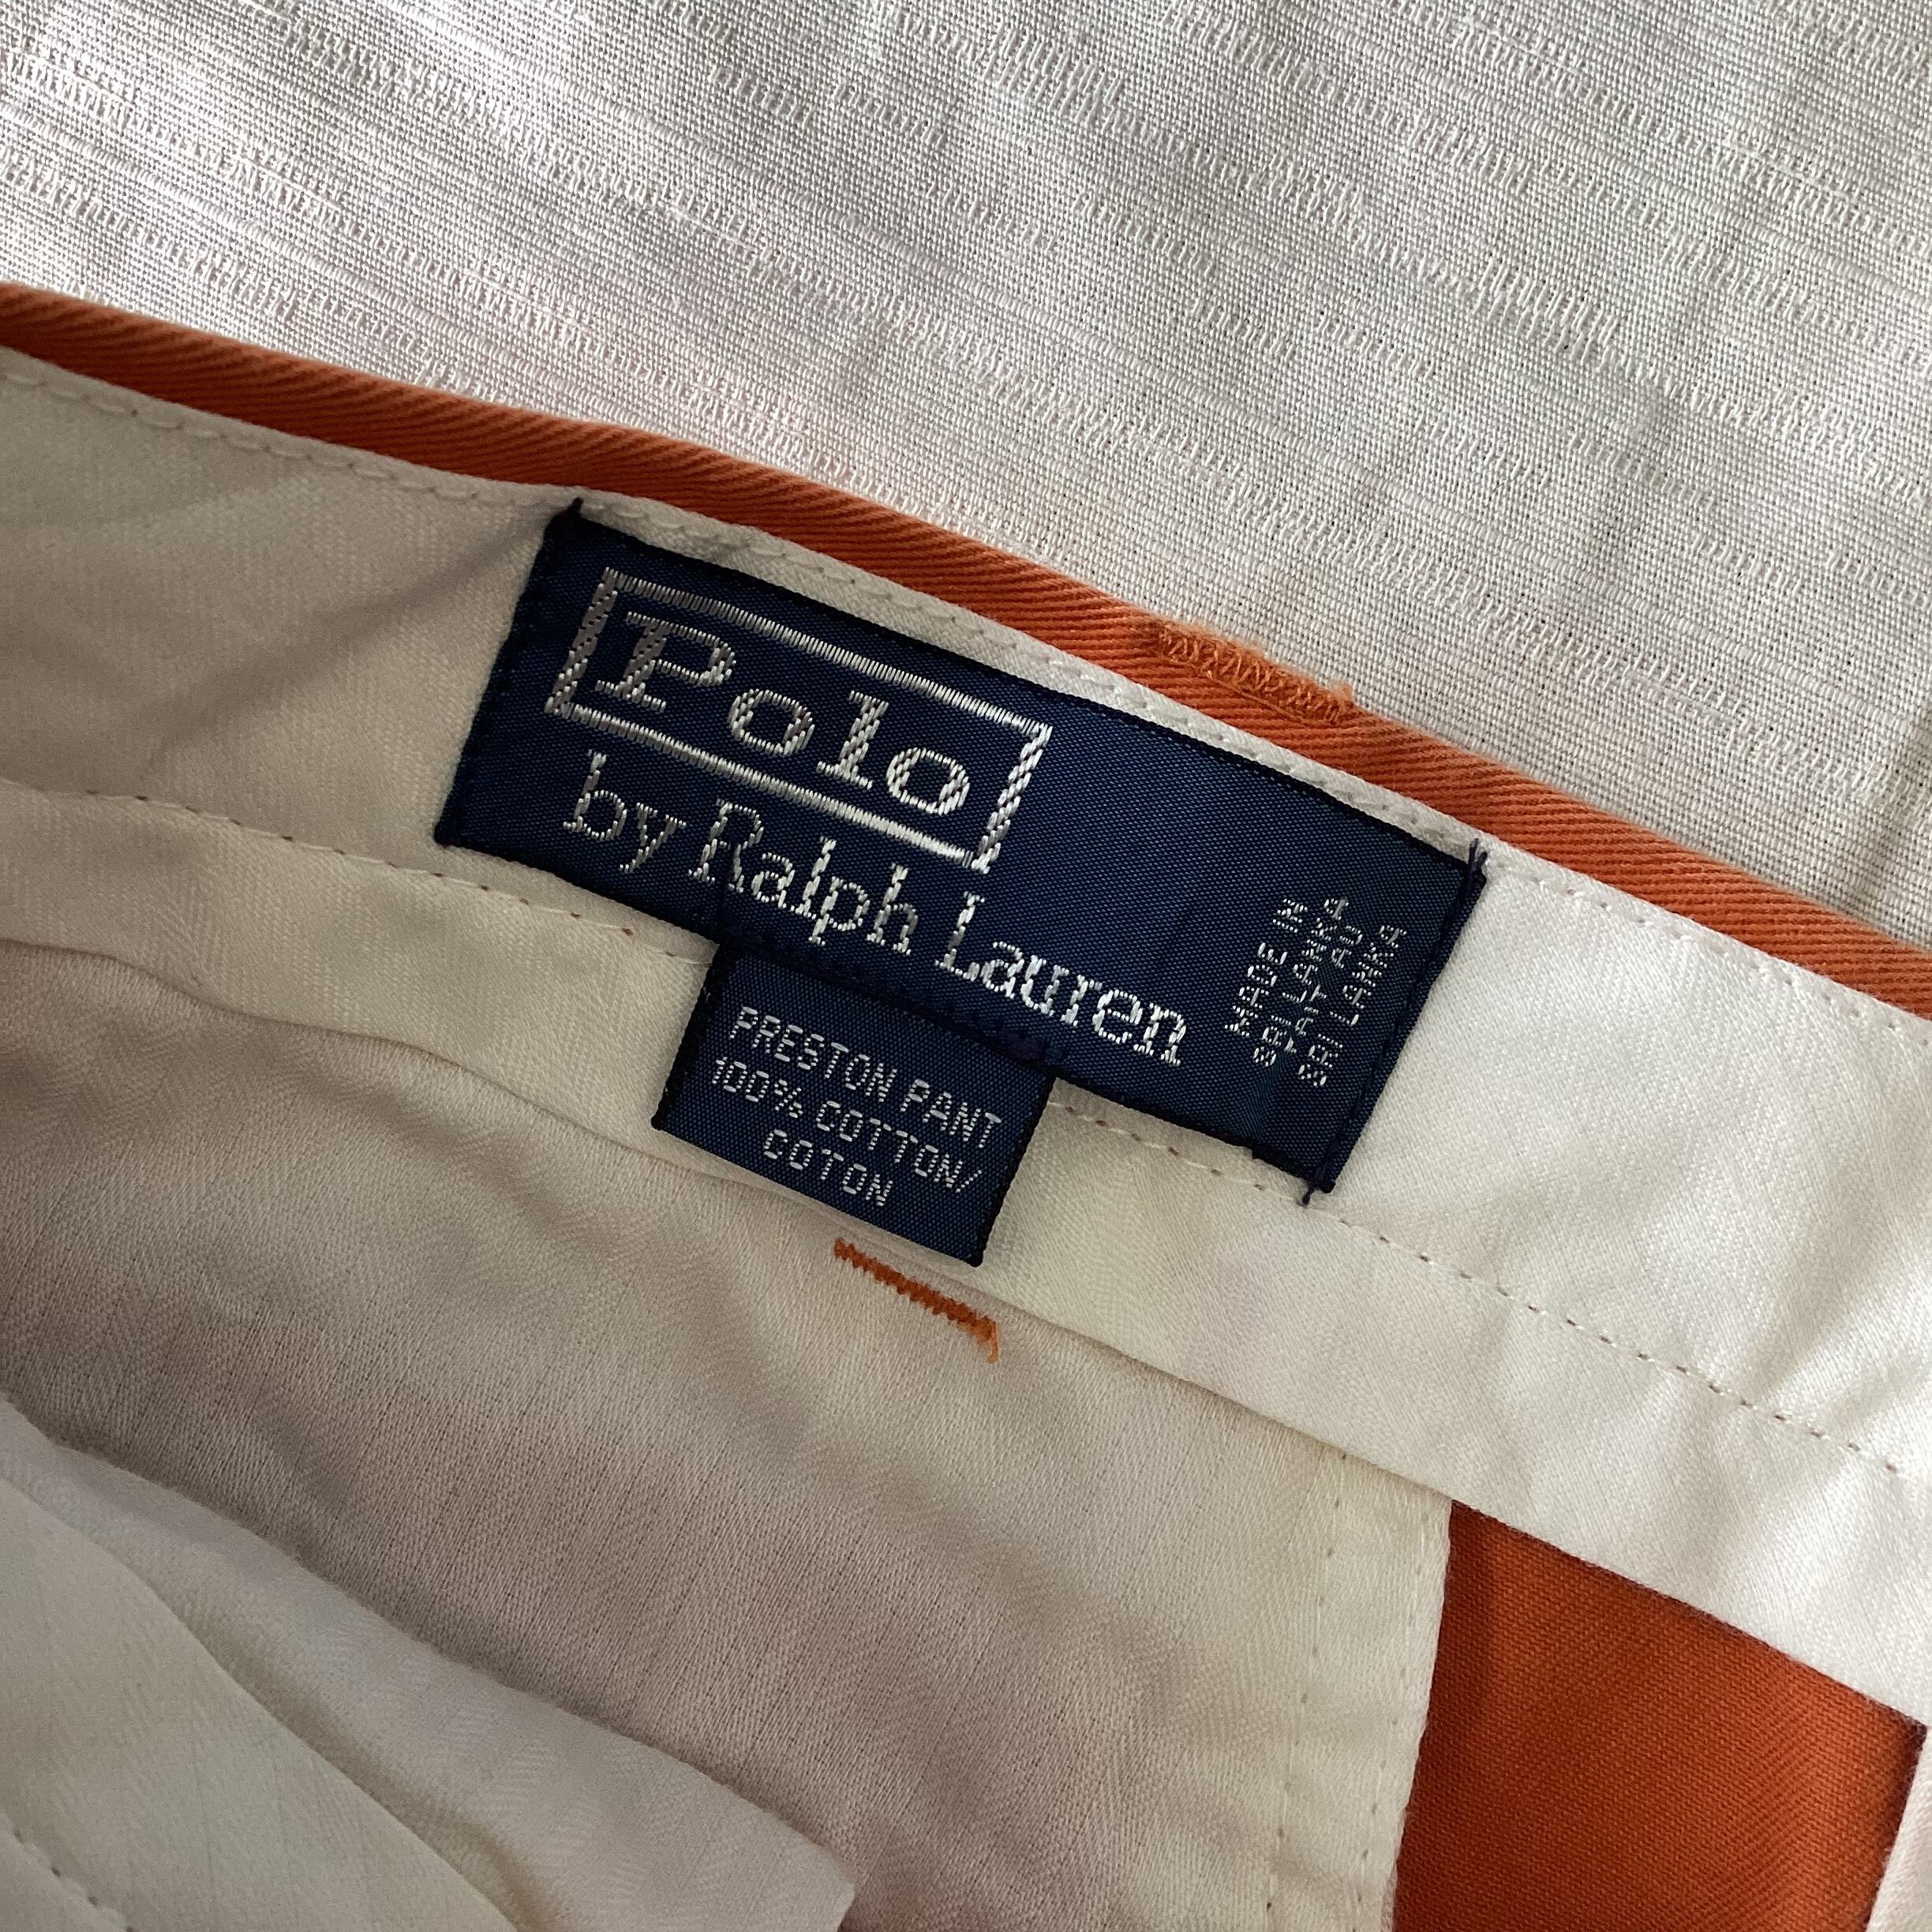 Polo
by Ralph Lauren
MADE IN
SRI LANKA
FAIT AU
SRI LANKA
PRESTON PANT
100% COTTON/
COTON